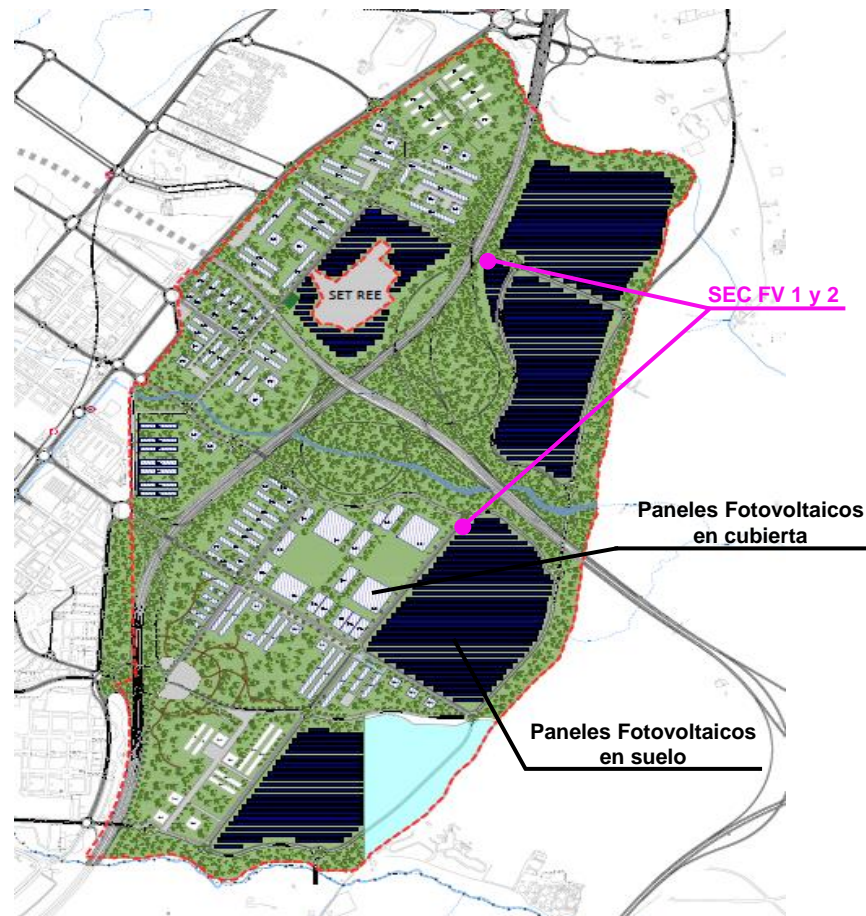 SET REE
SEC FV 1 y 2
Paneles Fotovoltaicos
en cubierta
Paneles Fotovoltaicos
en suelo